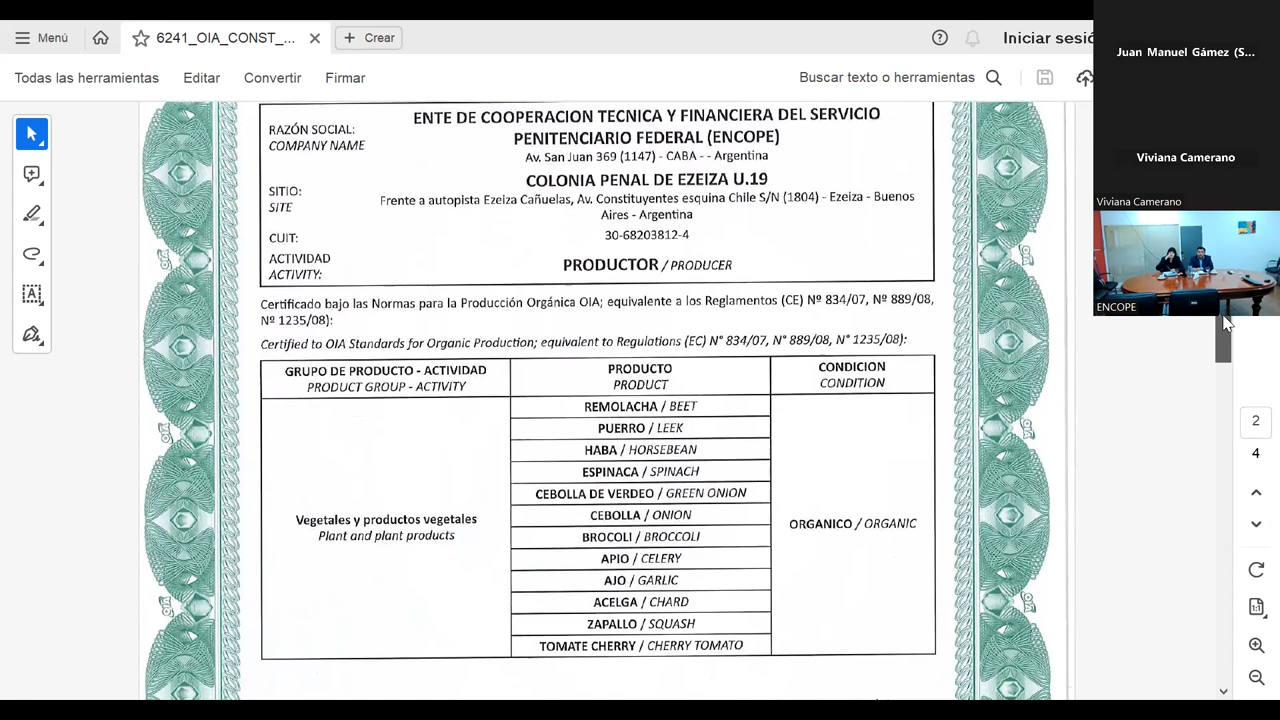 Menú
6241_OIA_CONST_...
Crear
Iniciar sesió
Todas las herramientas
Editar
Convertir
Firmar
Buscar texto o herramientas
Juan Manuel Gámez (S...
Viviana Camerano
Viviana Camerano
ENCOPE
RAZÓN SOCIAL:
COMPANY NAME
ENTE DE COOPERACION TECNICA Y FINANCIERA DEL SERVICIO
PENITENCIARIO FEDERAL (ENCOPE)
Av. San Juan 369 (1147) - CABA - - Argentina
SITIO:
SITE
COLONIA PENAL DE EZEIZA U.19
Frente a autopista Ezeiza Cañuelas, Av. Constituyentes esquina Chile S/N (1804) - Ezeiza - Buenos
Aires - Argentina
CUIT:
30-68203812-4
ACTIVIDAD
ACTIVITY:
PRODUCTOR / PRODUCER
Certificado bajo las Normas para la Producción Orgánica OIA; equivalente a los Reglamentos (CE) Nº 834/07, Nº 889/08,
Nº 1235/08):
Certified to OIA Standards for Organic Production; equivalent to Regulations (EC) N° 834/07, N° 889/08, N° 1235/08):
GRUPO DE PRODUCTO - ACTIVIDAD
PRODUCT GROUP - ACTIVITY
PRODUCTO
PRODUCT
CONDICION
CONDITION
Vegetales y productos vegetales
Plant and plant products
REMOLACHA / BEET
PUERRO / LEEK
HABA / HORSEBEAN
ESPINACA / SPINACH
CEBOLLA DE VERDEO / GREEN ONION
CEBOLLA / ONION
BROCOLI / BROCCOLI
APIO / CELERY
AJO / GARLIC
ACELGA / CHARD
ZAPALLO / SQUASH
TOMATE CHERRY / CHERRY TOMATO
ORGANICO / ORGANIC
2
4
1:1